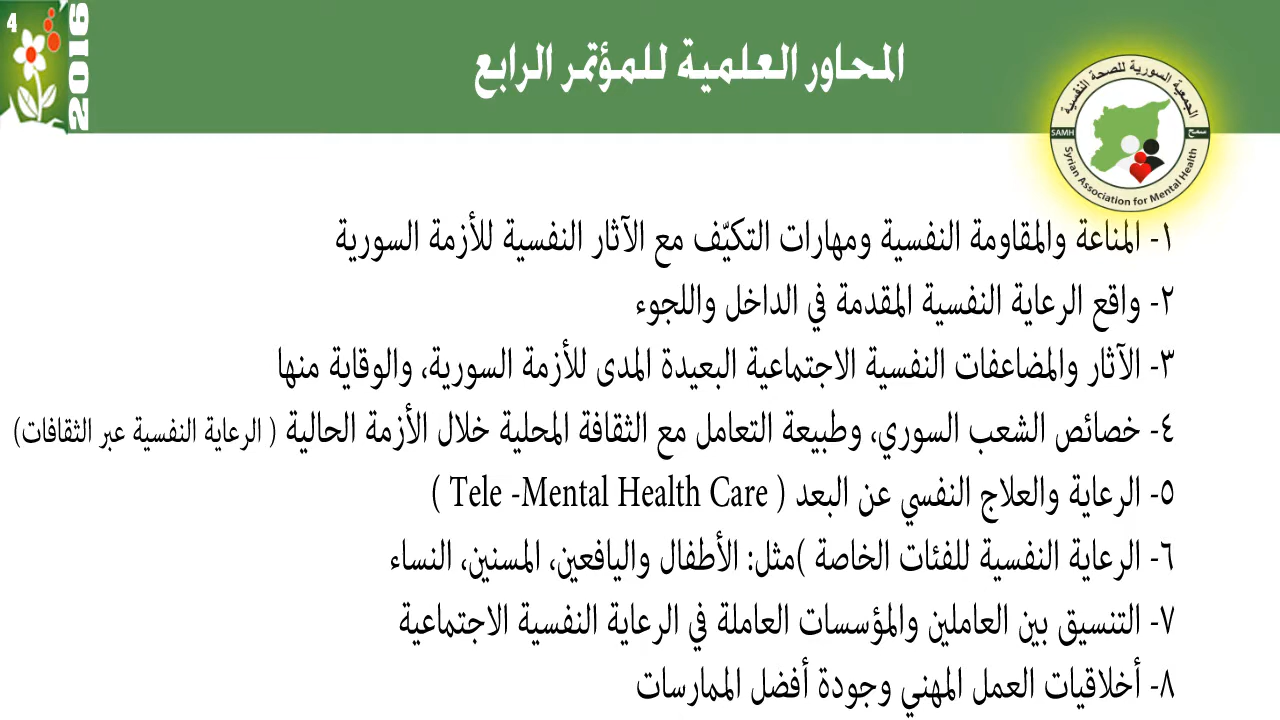 4
2016
المحاور العلمية للمؤتمر الرابع
الجمعية السورية للصحة النفسية
SAMH
سمح
Syrian Association for Mental Health
١- المناعة والمقاومة النفسية ومهارات التكيّف مع الآثار النفسية للأزمة السورية
٢- واقع الرعاية النفسية المقدمة في الداخل واللجوء
٣- الآثار والمضاعفات النفسية الاجتماعية البعيدة المدى للأزمة السورية، والوقاية منها
٤- خصائص الشعب السوري، وطبيعة التعامل مع الثقافة المحلية خلال الأزمة الحالية ( الرعاية النفسية عبر الثقافات)
٥- الرعاية والعلاج النفسي عن البعد ( Tele -Mental Health Care )
٦- الرعاية النفسية للفئات الخاصة )مثل: الأطفال واليافعين، المسنين، النساء
٧- التنسيق بين العاملين والمؤسسات العاملة في الرعاية النفسية الاجتماعية
٨- أخلاقيات العمل المهني وجودة أفضل الممارسات